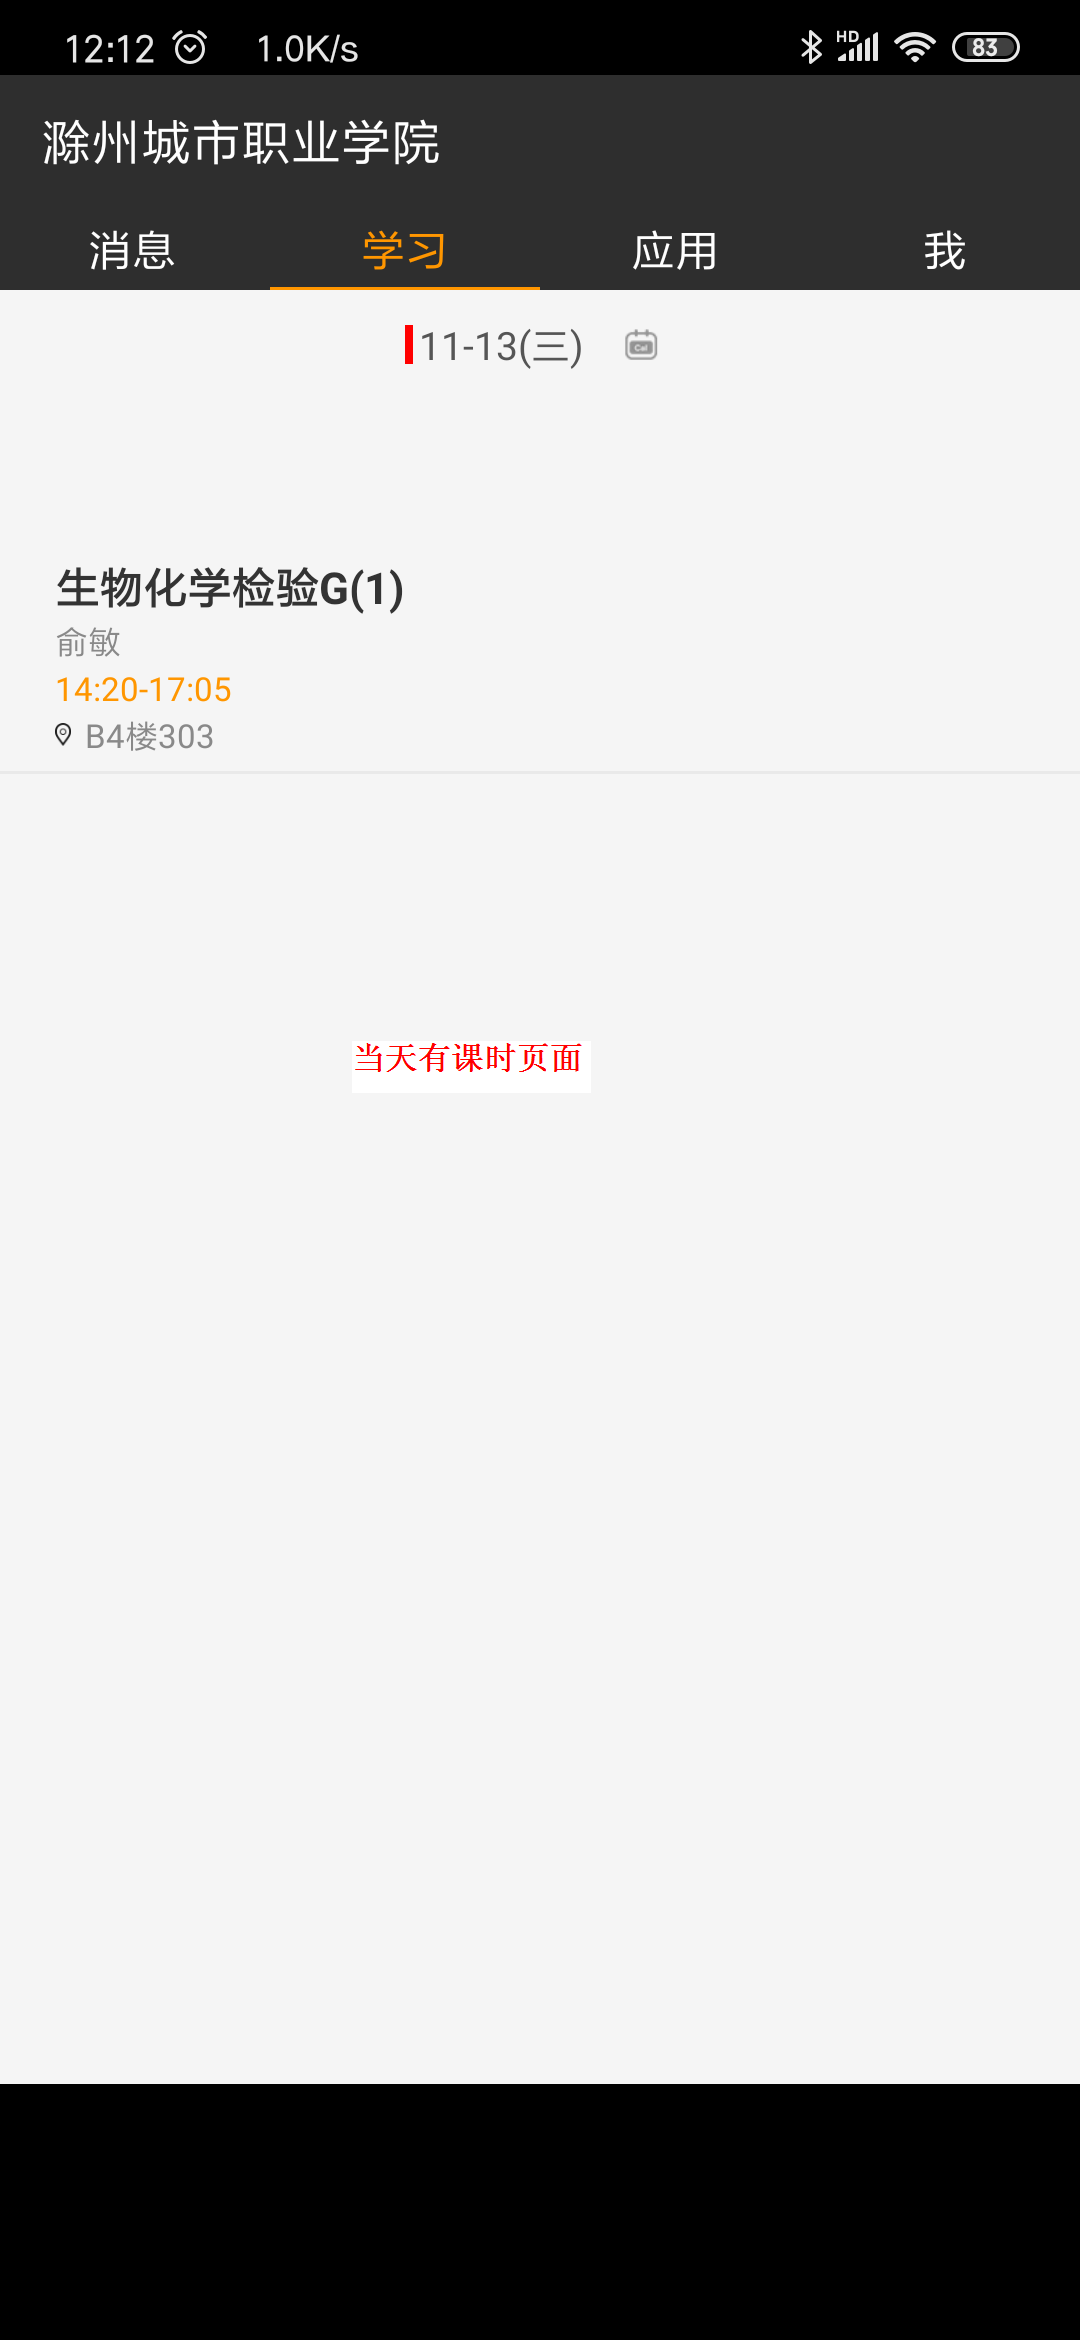 12:12 1.0K/s HD 83
滁州城市职业学院
消息 学习 应用 我
11-13(三) Cal
生物化学检验G(1)
俞敏
14:20-17:05
B4楼303
当天有课时页面